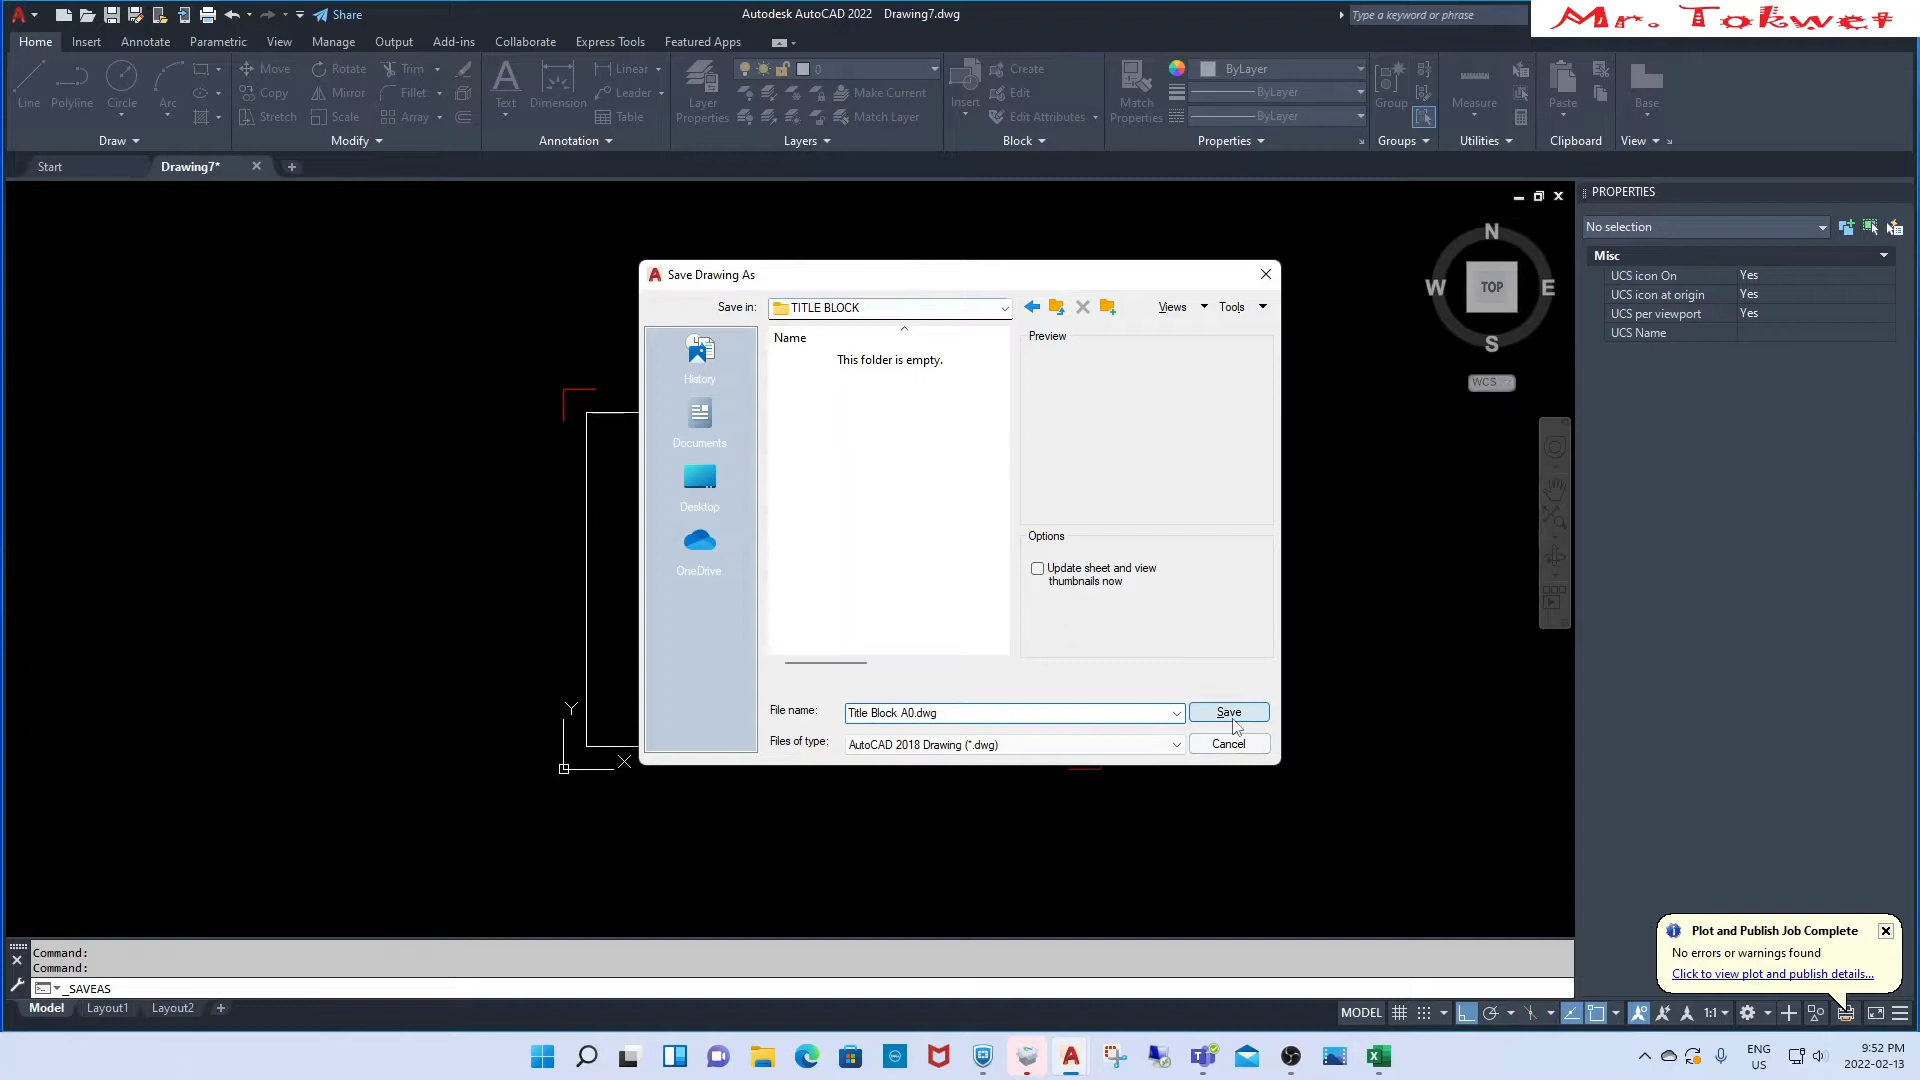 Share
Autodesk AutoCAD 2022 Drawing7.dwg
Type a keyword or phrase
Mr. Tokwet
Home Insert Annotate Parametric View Manage Output Add-ins Collaborate Express Tools Featured Apps
Line Polyline Circle Arc
Move Rotate Trim
Copy Mirror Fillet
Stretch Scale Array
Text Dimension
Linear
Leader
Table
Layer Properties
0
Make Current
Match Layer
Insert
Create
Edit
Edit Attributes
Match Properties
ByLayer
ByLayer
ByLayer
Group
Measure
Paste
Base
Draw Modify Annotation Layers Block Properties Groups Utilities Clipboard View
Start Drawing7*
PROPERTIES
No selection
Misc
UCS icon On Yes
UCS icon at origin Yes
UCS per viewport Yes
UCS Name
N
W TOP E
S
WCS
Save Drawing As
Save in: TITLE BLOCK
Views Tools
Name
This folder is empty.
Preview
History
Documents
Desktop
OneDrive
Options
Update sheet and view
thumbnails now
File name: Title Block A0.dwg
Save
Files of type: AutoCAD 2018 Drawing (*.dwg)
Cancel
Y
X
Command:
Command:
_SAVEAS
Plot and Publish Job Complete
No errors or warnings found
Click to view plot and publish details...
Model Layout1 Layout2
MODEL
1:1
ENG
US
9:52 PM
2022-02-13